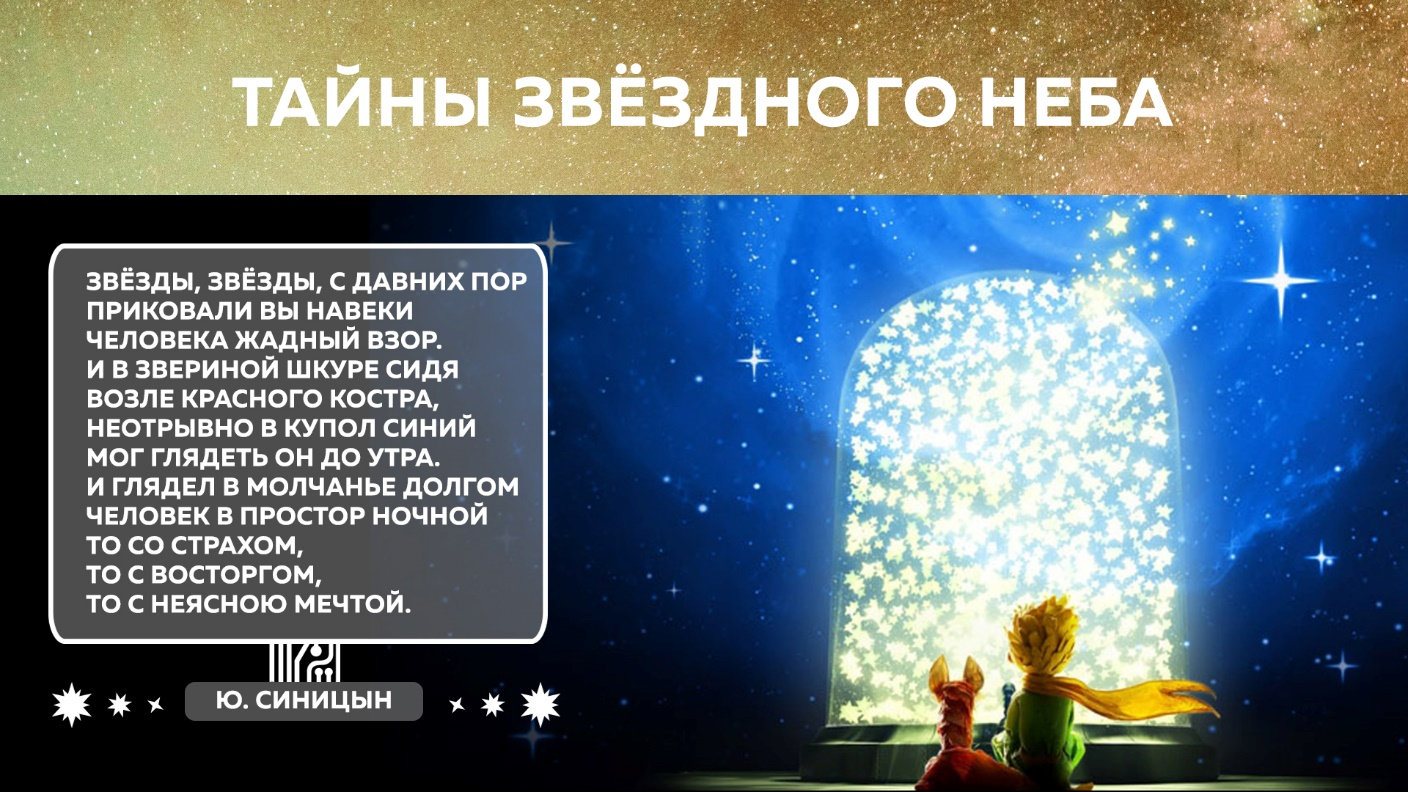 ТАЙНЫ ЗВЁЗДНОГО НЕБА
ЗВЁЗДЫ, ЗВЁЗДЫ, С ДАВНИХ ПОР
ПРИКОВАЛИ ВЫ НАВЕКИ
ЧЕЛОВЕКА ЖАДНЫЙ ВЗОР.
И В ЗВЕРИНОЙ ШКУРЕ СИДЯ
ВОЗЛЕ КРАСНОГО КОСТРА,
НЕОТРЫВНО В КУПОЛ СИНИЙ
МОГ ГЛЯДЕТЬ ОН ДО УТРА.
И ГЛЯДЕЛ В МОЛЧАНЬЕ ДОЛГОМ
ЧЕЛОВЕК В ПРОСТОР НОЧНОЙ
ТО СО СТРАХОМ,
ТО С ВОСТОРГОМ,
ТО С НЕЯСНОЮ МЕЧТОЙ.
Ю. СИНИЦЫН